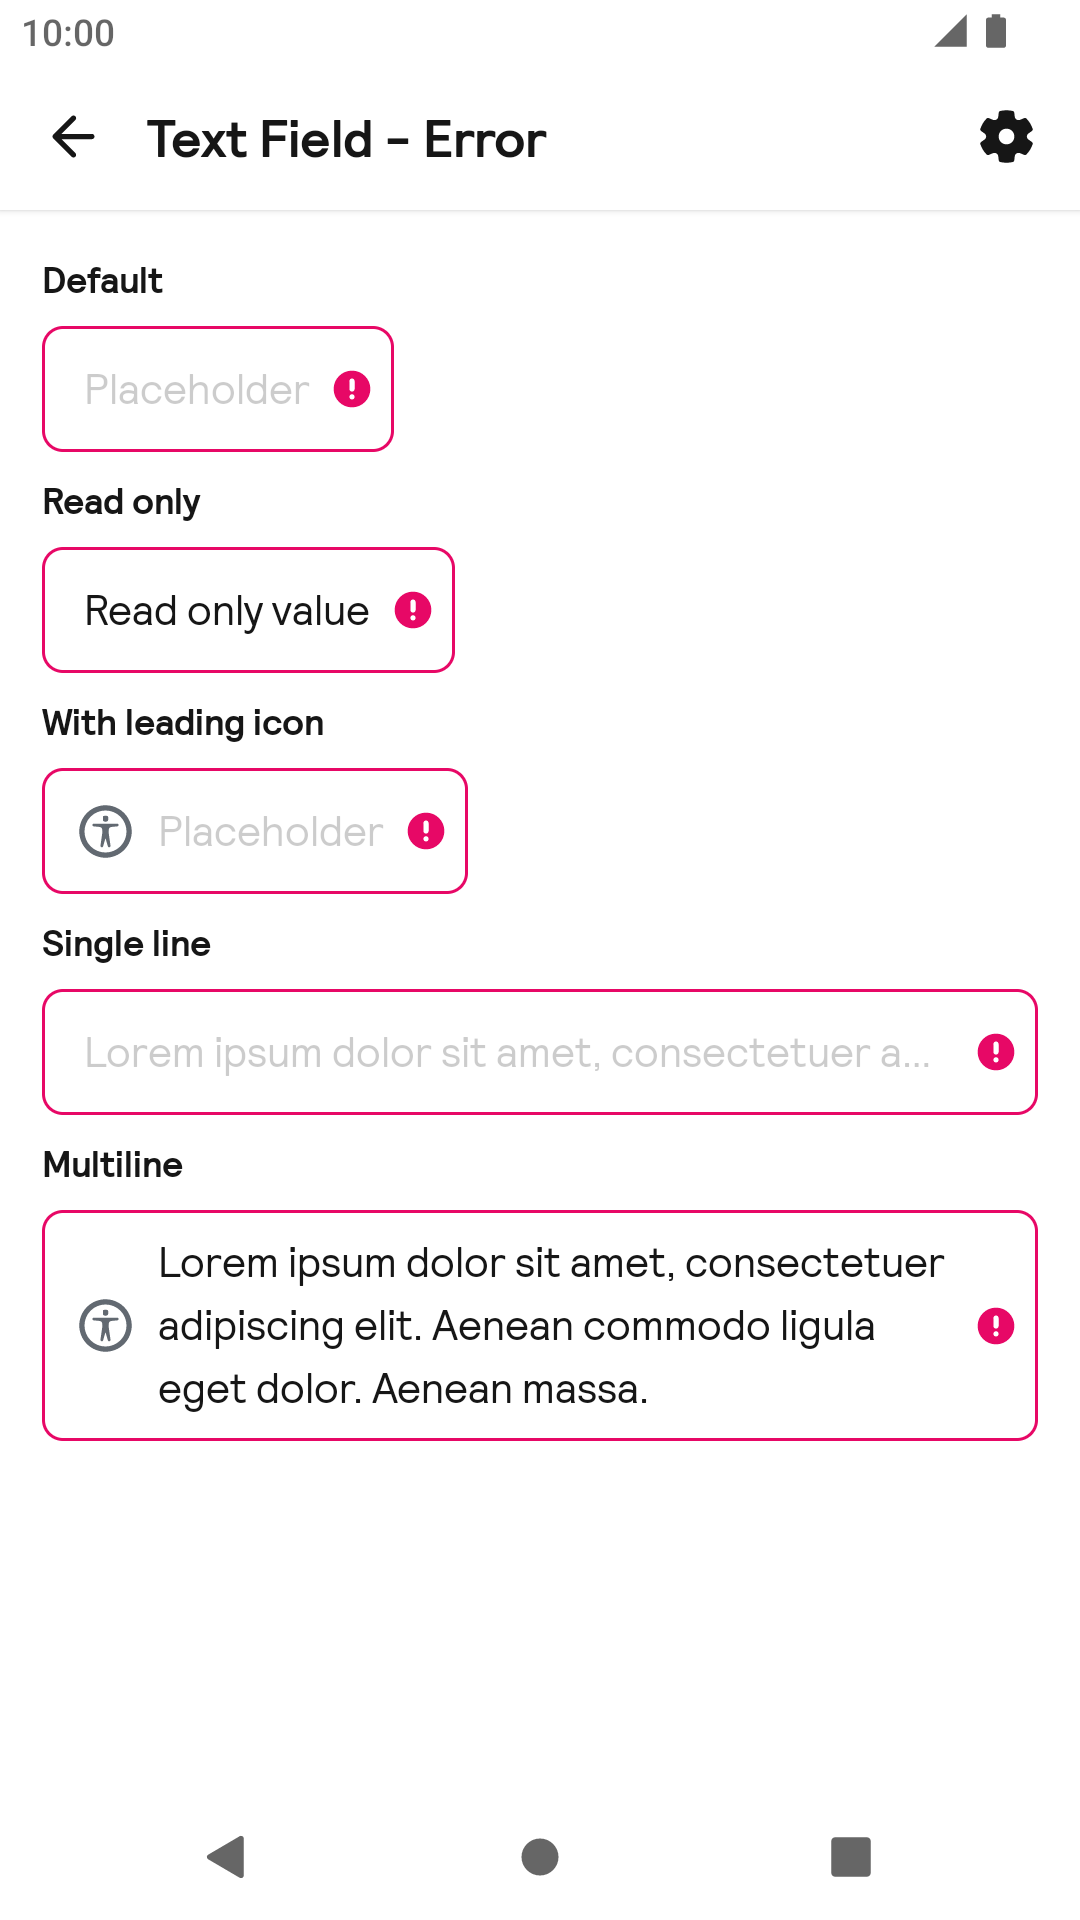 10:00
Text Field - Error
Default
Placeholder
Read only
Read only value
With leading icon
Placeholder
Single line
Lorem ipsum dolor sit amet, consectetuer a...
Multiline
Lorem ipsum dolor sit amet, consectetuer
adipiscing elit. Aenean commodo ligula
eget dolor. Aenean massa.